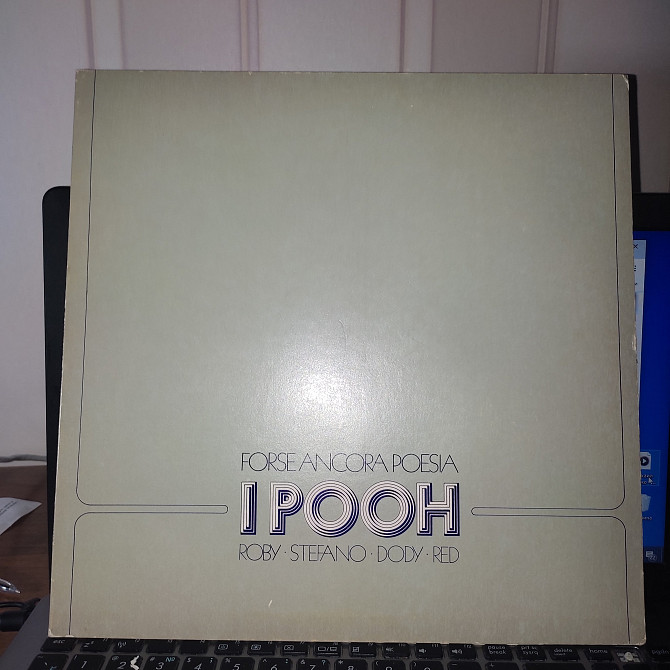 FORSE ANCORA POESIA
I POOH
ROBY · STEFANO · DODY · RED